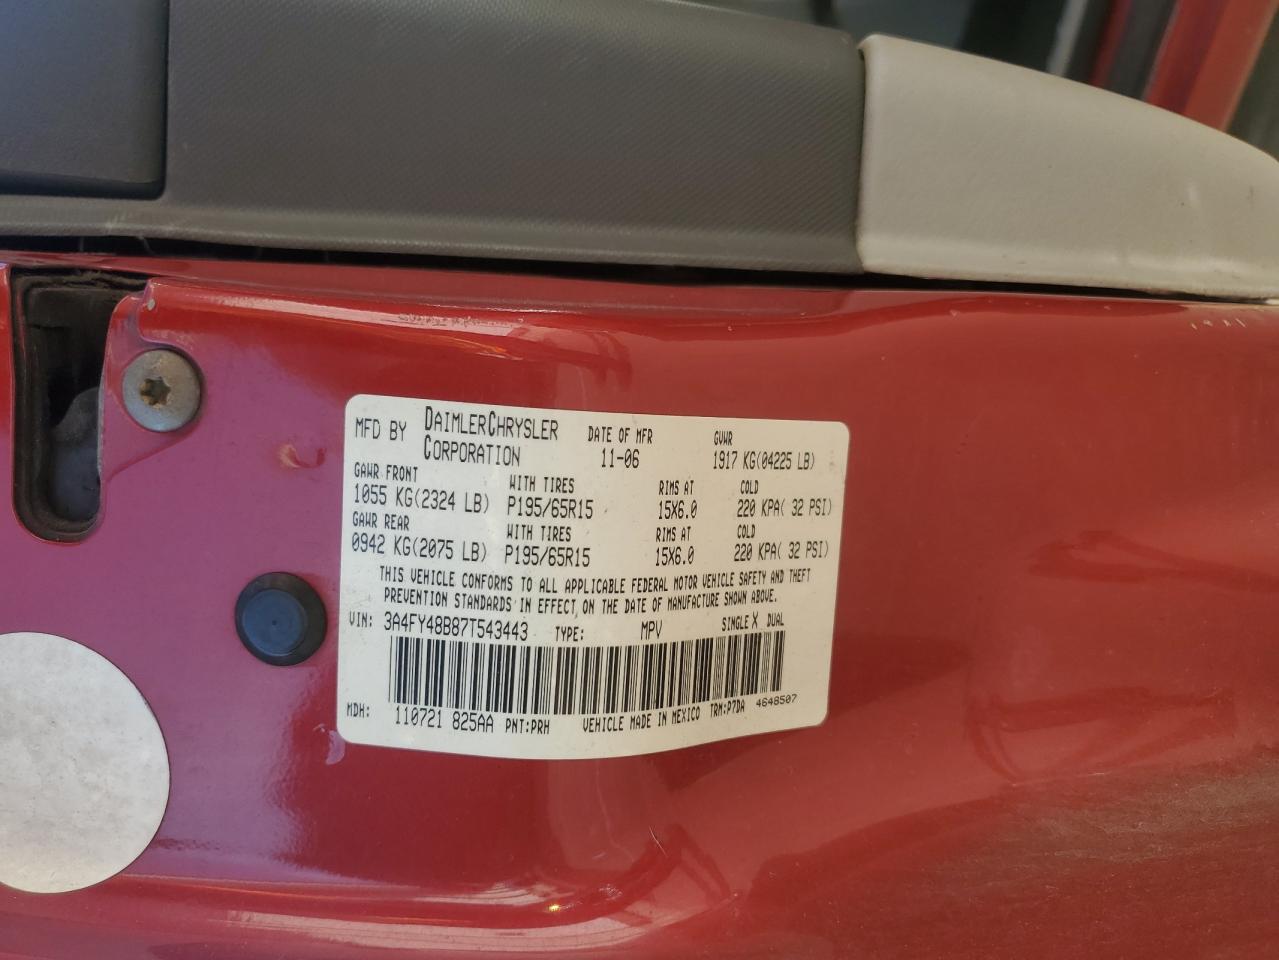 MFD BY DAIMLERCHRYSLER CORPORATION DATE OF MFR 11-06 GVWR 1917 KG(04225 LB)
GAWR FRONT WITH TIRES RIMS AT COLD
1055 KG(2324 LB) P195/65R15 15X6.0 220 KPA( 32 PSI)
GAWR REAR WITH TIRES RIMS AT COLD
0942 KG(2075 LB) P195/65R15 15X6.0 220 KPA( 32 PSI)
THIS VEHICLE CONFORMS TO ALL APPLICABLE FEDERAL MOTOR VEHICLE SAFETY AND THEFT
PREVENTION STANDARDS IN EFFECT ON THE DATE OF MANUFACTURE SHOWN ABOVE.
VIN: 3A4FY48B87T543443 TYPE: MPV SINGLE X DUAL
MDH: 110721 825AA PNT:PRH VEHICLE MADE IN MEXICO TRM:P7DA 4648507